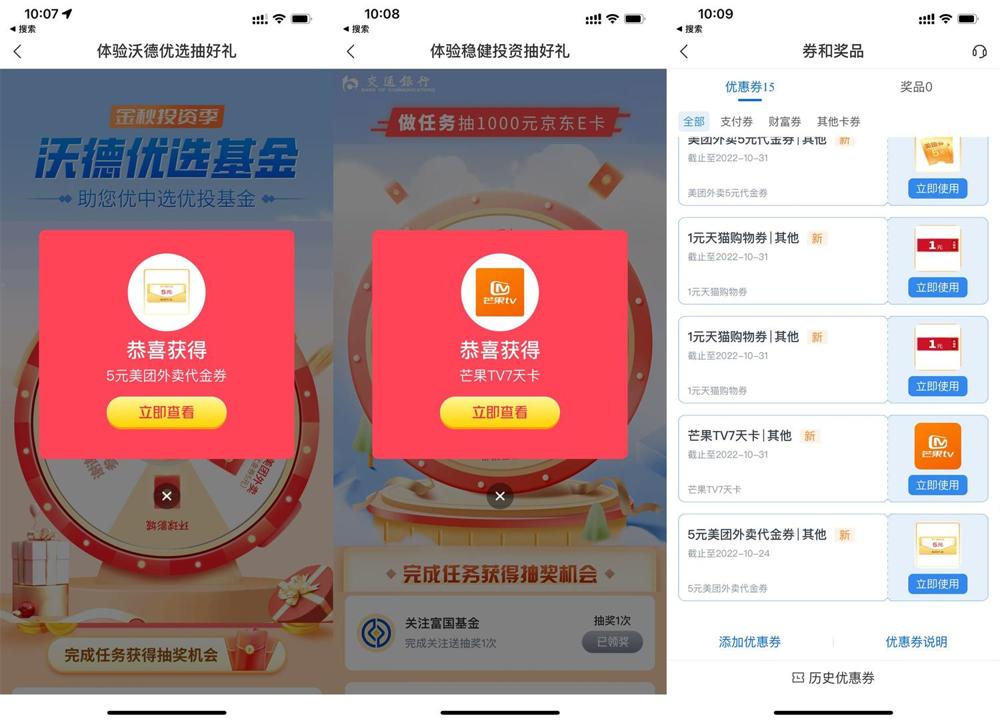 10:07
◀ 搜索
体验沃德优选抽好礼
金秋投资季
沃德优选基金
助您优中选优投基金
5元
恭喜获得
5元美团外卖代金券
立即查看
美团外卖
环球影城
完成任务获得抽奖机会
10:08
◀ 搜索
体验稳健投资抽好礼
交通银行
BANK OF COMMUNICATIONS
做任务抽1000元京东E卡
芒果tv
恭喜获得
芒果TV7天卡
立即查看
完成任务获得抽奖机会
关注富国基金
完成关注送抽奖1次
抽奖1次
已领奖
10:09
◀ 搜索
券和奖品
优惠券15
奖品0
全部
支付券
财富券
其他卡券
美团外卖5元代金券|其他
新
截止至2022-10-31
美团外卖5元代金券
立即使用
1元天猫购物券|其他
新
截止至2022-10-31
1元天猫购物券
1元
立即使用
1元天猫购物券|其他
新
截止至2022-10-31
1元天猫购物券
1元
立即使用
芒果TV7天卡|其他
新
截止至2022-10-31
芒果TV7天卡
芒果tv
立即使用
5元美团外卖代金券|其他
新
截止至2022-10-24
5元美团外卖代金券
5元
立即使用
添加优惠券
优惠券说明
历史优惠券